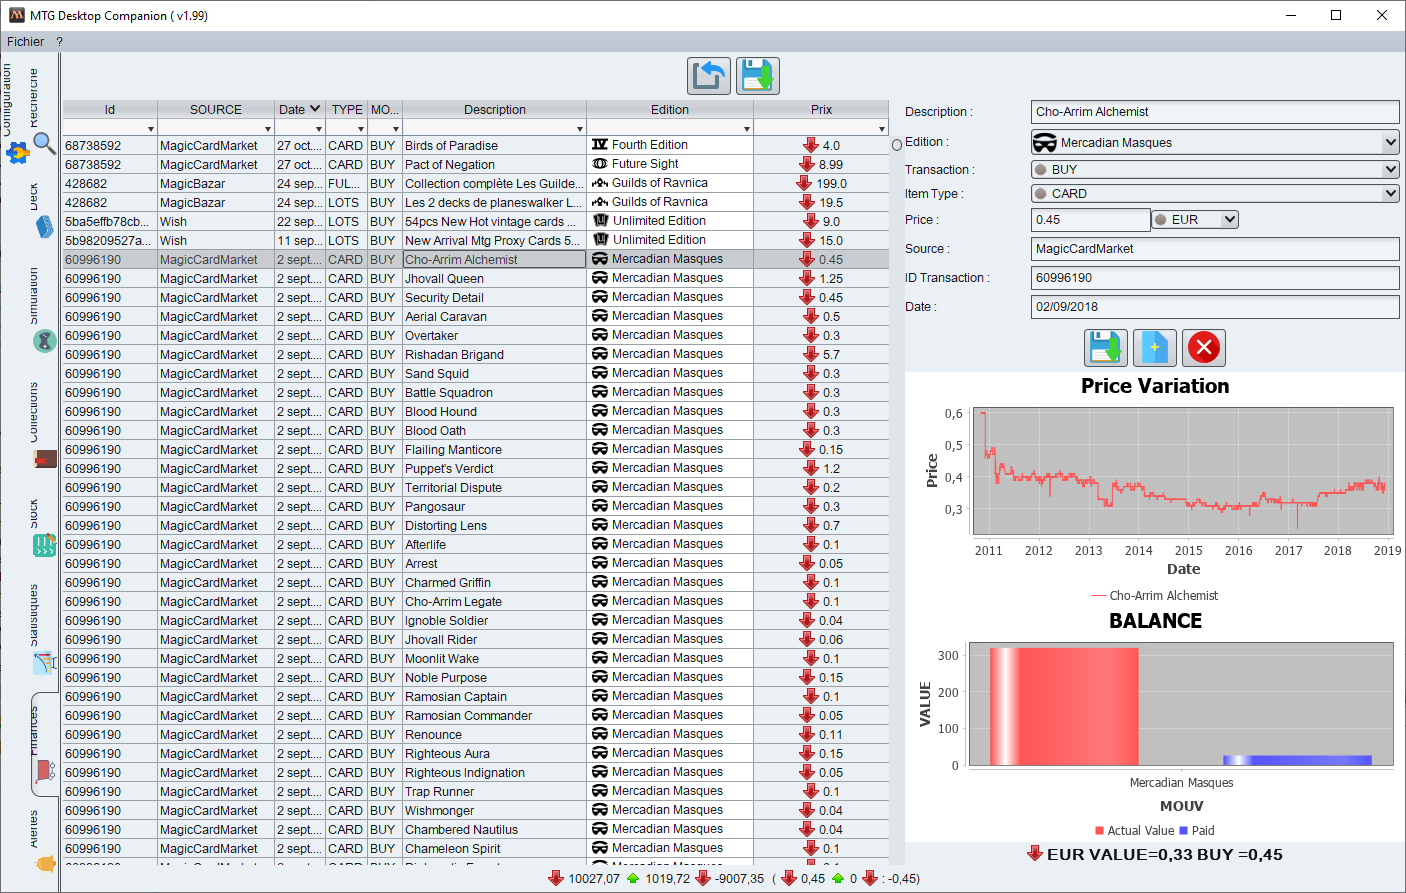 MTG Desktop Companion ( v1.99)
Fichier ?
Configuration
Recherche
Deck
Simulation
Collections
Stock
Statistiques
Finances
Alertes
Id SOURCE Date TYPE MO... Description Edition Prix
68738592 MagicCardMarket 27 oct.... CARD BUY Birds of Paradise Fourth Edition 4.0
68738592 MagicCardMarket 27 oct.... CARD BUY Pact of Negation Future Sight 8.99
428682 MagicBazar 24 sep... FUL... BUY Collection complète Les Guilde... Guilds of Ravnica 199.0
428682 MagicBazar 24 sep... LOTS BUY Les 2 decks de planeswalker L... Guilds of Ravnica 19.5
5ba5effb78cb... Wish 22 sep... LOTS BUY 54pcs New Hot vintage cards ... Unlimited Edition 9.0
5b98209527a... Wish 11 sep... LOTS BUY New Arrival Mtg Proxy Cards 5... Unlimited Edition 15.0
60996190 MagicCardMarket 2 sept.... CARD BUY Cho-Arrim Alchemist Mercadian Masques 0.45
60996190 MagicCardMarket 2 sept.... CARD BUY Jhovall Queen Mercadian Masques 1.25
60996190 MagicCardMarket 2 sept.... CARD BUY Security Detail Mercadian Masques 0.45
60996190 MagicCardMarket 2 sept.... CARD BUY Aerial Caravan Mercadian Masques 0.5
60996190 MagicCardMarket 2 sept.... CARD BUY Overtaker Mercadian Masques 0.3
60996190 MagicCardMarket 2 sept.... CARD BUY Rishadan Brigand Mercadian Masques 5.7
60996190 MagicCardMarket 2 sept.... CARD BUY Sand Squid Mercadian Masques 0.3
60996190 MagicCardMarket 2 sept.... CARD BUY Battle Squadron Mercadian Masques 0.3
60996190 MagicCardMarket 2 sept.... CARD BUY Blood Hound Mercadian Masques 0.3
60996190 MagicCardMarket 2 sept.... CARD BUY Blood Oath Mercadian Masques 0.3
60996190 MagicCardMarket 2 sept.... CARD BUY Flailing Manticore Mercadian Masques 0.15
60996190 MagicCardMarket 2 sept.... CARD BUY Puppet's Verdict Mercadian Masques 1.2
60996190 MagicCardMarket 2 sept.... CARD BUY Territorial Dispute Mercadian Masques 0.2
60996190 MagicCardMarket 2 sept.... CARD BUY Pangosaur Mercadian Masques 0.3
60996190 MagicCardMarket 2 sept.... CARD BUY Distorting Lens Mercadian Masques 0.7
60996190 MagicCardMarket 2 sept.... CARD BUY Afterlife Mercadian Masques 0.1
60996190 MagicCardMarket 2 sept.... CARD BUY Arrest Mercadian Masques 0.05
60996190 MagicCardMarket 2 sept.... CARD BUY Charmed Griffin Mercadian Masques 0.1
60996190 MagicCardMarket 2 sept.... CARD BUY Cho-Arrim Legate Mercadian Masques 0.1
60996190 MagicCardMarket 2 sept.... CARD BUY Ignoble Soldier Mercadian Masques 0.04
60996190 MagicCardMarket 2 sept.... CARD BUY Jhovall Rider Mercadian Masques 0.06
60996190 MagicCardMarket 2 sept.... CARD BUY Moonlit Wake Mercadian Masques 0.1
60996190 MagicCardMarket 2 sept.... CARD BUY Noble Purpose Mercadian Masques 0.15
60996190 MagicCardMarket 2 sept.... CARD BUY Ramosian Captain Mercadian Masques 0.1
60996190 MagicCardMarket 2 sept.... CARD BUY Ramosian Commander Mercadian Masques 0.05
60996190 MagicCardMarket 2 sept.... CARD BUY Renounce Mercadian Masques 0.11
60996190 MagicCardMarket 2 sept.... CARD BUY Righteous Aura Mercadian Masques 0.15
60996190 MagicCardMarket 2 sept.... CARD BUY Righteous Indignation Mercadian Masques 0.05
60996190 MagicCardMarket 2 sept.... CARD BUY Trap Runner Mercadian Masques 0.1
60996190 MagicCardMarket 2 sept.... CARD BUY Wishmonger Mercadian Masques 0.04
60996190 MagicCardMarket 2 sept.... CARD BUY Chambered Nautilus Mercadian Masques 0.04
60996190 MagicCardMarket 2 sept.... CARD BUY Chameleon Spirit Mercadian Masques 0.1
10027,07 1019,72 -9007,35 ( 0,45 0 : -0,45)
Description : Cho-Arrim Alchemist
Edition : Mercadian Masques
Transaction : BUY
Item Type : CARD
Price : 0.45 EUR
Source : MagicCardMarket
ID Transaction : 60996190
Date : 02/09/2018
Price Variation
Price
0,6
0,5
0,4
0,3
2011 2012 2013 2014 2015 2016 2017 2018 2019
Date
Cho-Arrim Alchemist
BALANCE
VALUE
300
200
100
0
Mercadian Masques
MOUV
Actual Value Paid
EUR VALUE=0,33 BUY =0,45